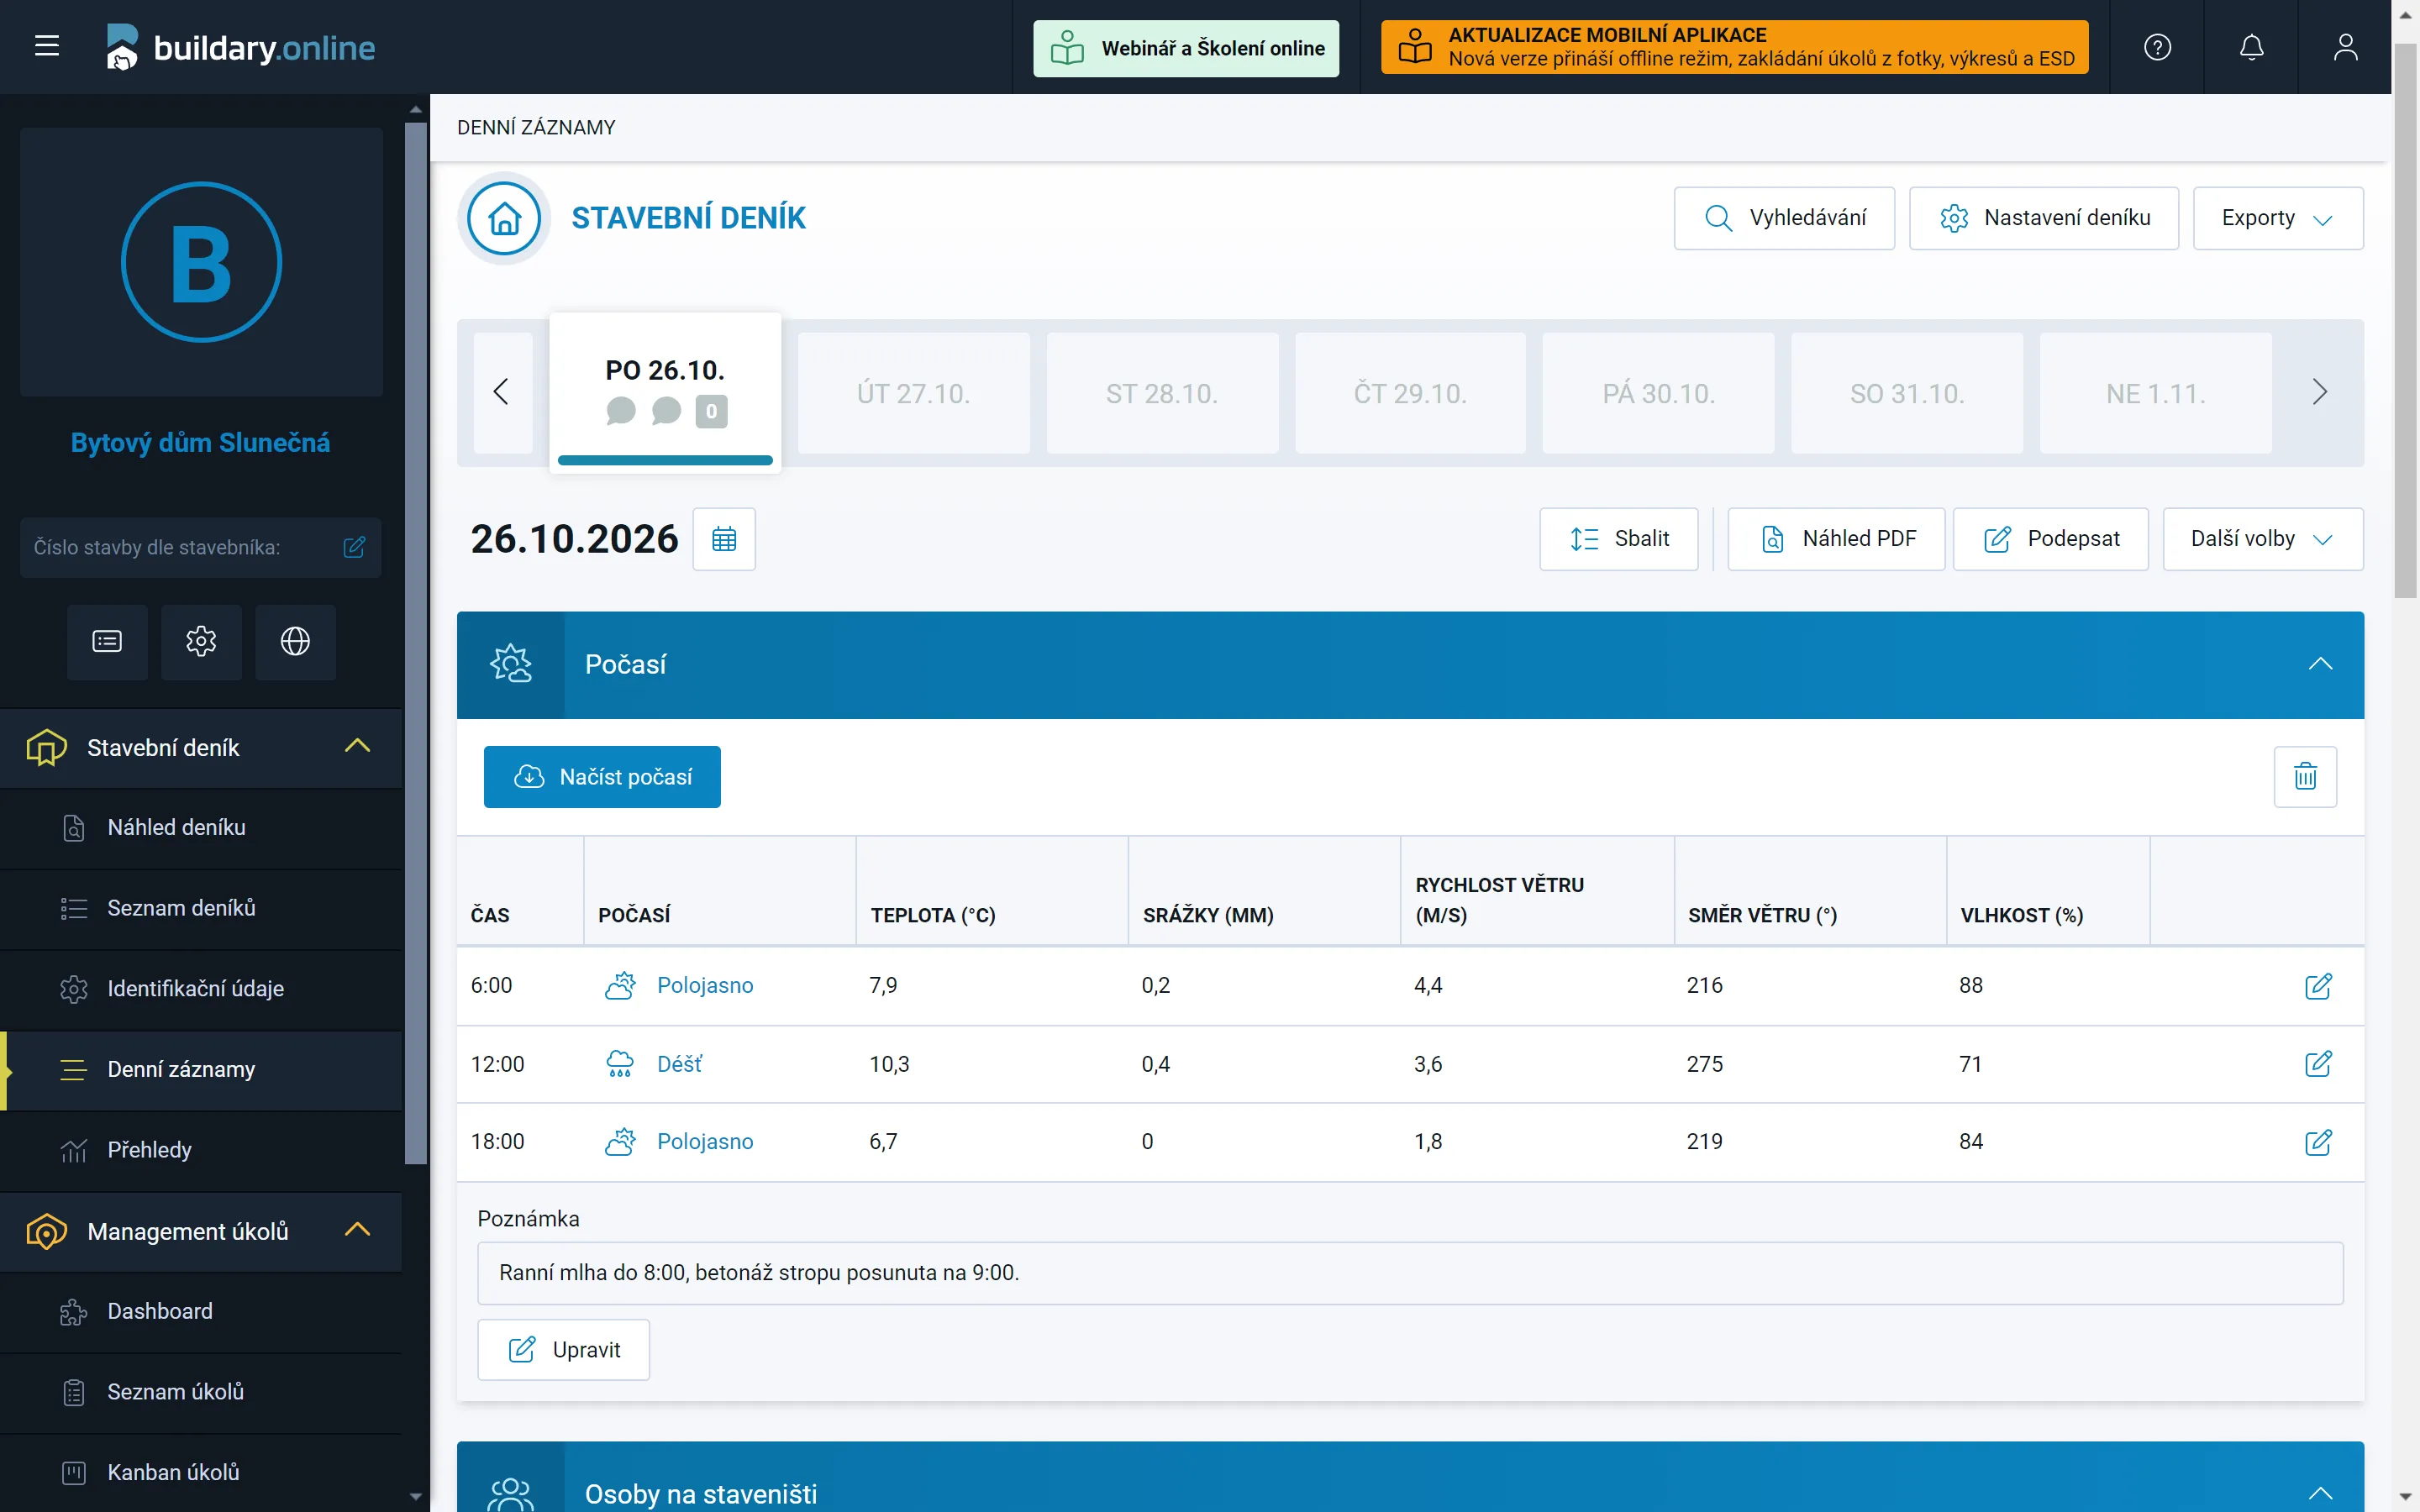 buildary.online
Webinář a Školení online
AKTUALIZACE MOBILNÍ APLIKACE
Nová verze přináší offline režim, zakládání úkolů z fotky, výkresů a ESD
B
Bytový dům Slunečná
Číslo stavby dle stavebníka:
Stavební deník
Náhled deníku
Seznam deníků
Identifikační údaje
Denní záznamy
Přehledy
Management úkolů
Dashboard
Seznam úkolů
Kanban úkolů
DENNÍ ZÁZNAMY
STAVEBNÍ DENÍK
Vyhledávání
Nastavení deníku
Exporty
PO 26.10.
0
ÚT 27.10.
ST 28.10.
ČT 29.10.
PÁ 30.10.
SO 31.10.
NE 1.11.
26.10.2026
Sbalit
Náhled PDF
Podepsat
Další volby
Počasí
Načíst počasí
ČAS POČASÍ TEPLOTA (°C) SRÁŽKY (MM) RYCHLOST VĚTRU (M/S) SMĚR VĚTRU (°) VLHKOST (%)
6:00 Polojasno 7,9 0,2 4,4 216 88
12:00 Déšť 10,3 0,4 3,6 275 71
18:00 Polojasno 6,7 0 1,8 219 84
Poznámka
Ranní mlha do 8:00, betonáž stropu posunuta na 9:00.
Upravit
Osoby na staveništi